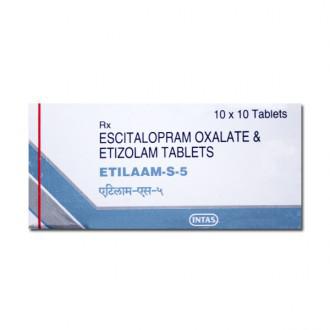 10 x 10 Tablets
Rx
ESCITALOPRAM OXALATE &
ETIZOLAM TABLETS
ETILAAM-S-5
एटिलाम-एस-५
INTAS